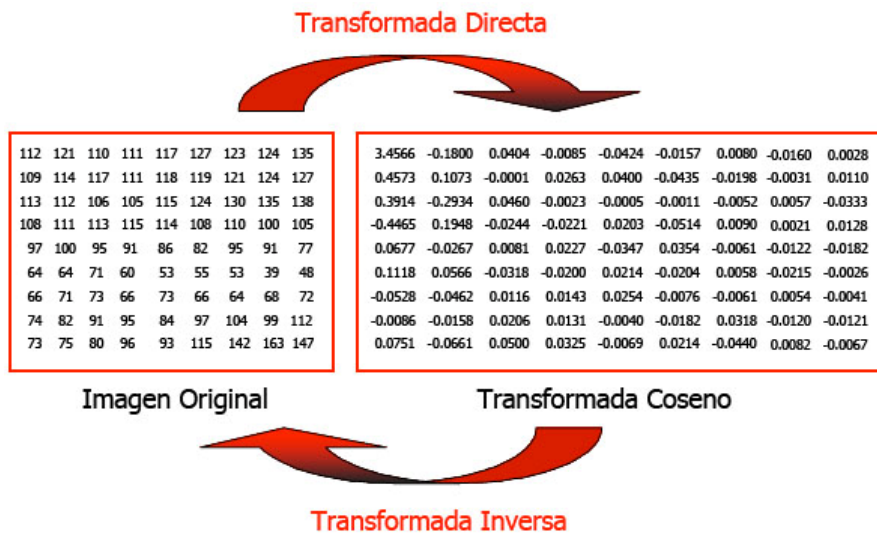 Transformada Directa
112 121 110 111 117 127 123 124 135
109 114 117 111 118 119 121 124 127
113 112 106 105 115 124 130 135 138
108 111 113 115 114 108 110 100 105
97 100 95 91 86 82 95 91 77
64 64 71 60 53 55 53 39 48
66 71 73 66 73 66 64 68 72
74 82 91 95 84 97 104 99 112
73 75 80 96 93 115 142 163 147
3.4566 -0.1800 0.0404 -0.0085 -0.0424 -0.0157 0.0080 -0.0160 0.0028
0.4573 0.1073 -0.0001 0.0263 0.0400 -0.0435 -0.0198 -0.0031 0.0110
0.3914 -0.2934 0.0460 -0.0023 -0.0005 -0.0011 -0.0052 0.0057 -0.0333
-0.4465 0.1948 -0.0244 -0.0221 0.0203 -0.0514 0.0090 0.0021 0.0128
0.0677 -0.0267 0.0081 0.0227 -0.0347 0.0354 -0.0061 -0.0122 -0.0182
0.1118 0.0566 -0.0318 -0.0200 0.0214 -0.0204 0.0058 -0.0215 -0.0026
-0.0528 -0.0462 0.0116 0.0143 0.0254 -0.0076 -0.0061 0.0054 -0.0041
-0.0086 -0.0158 0.0206 0.0131 -0.0040 -0.0182 0.0318 -0.0120 -0.0121
0.0751 -0.0661 0.0500 0.0325 -0.0069 0.0214 -0.0440 0.0082 -0.0067
Imagen Original
Transformada Coseno
Transformada Inversa